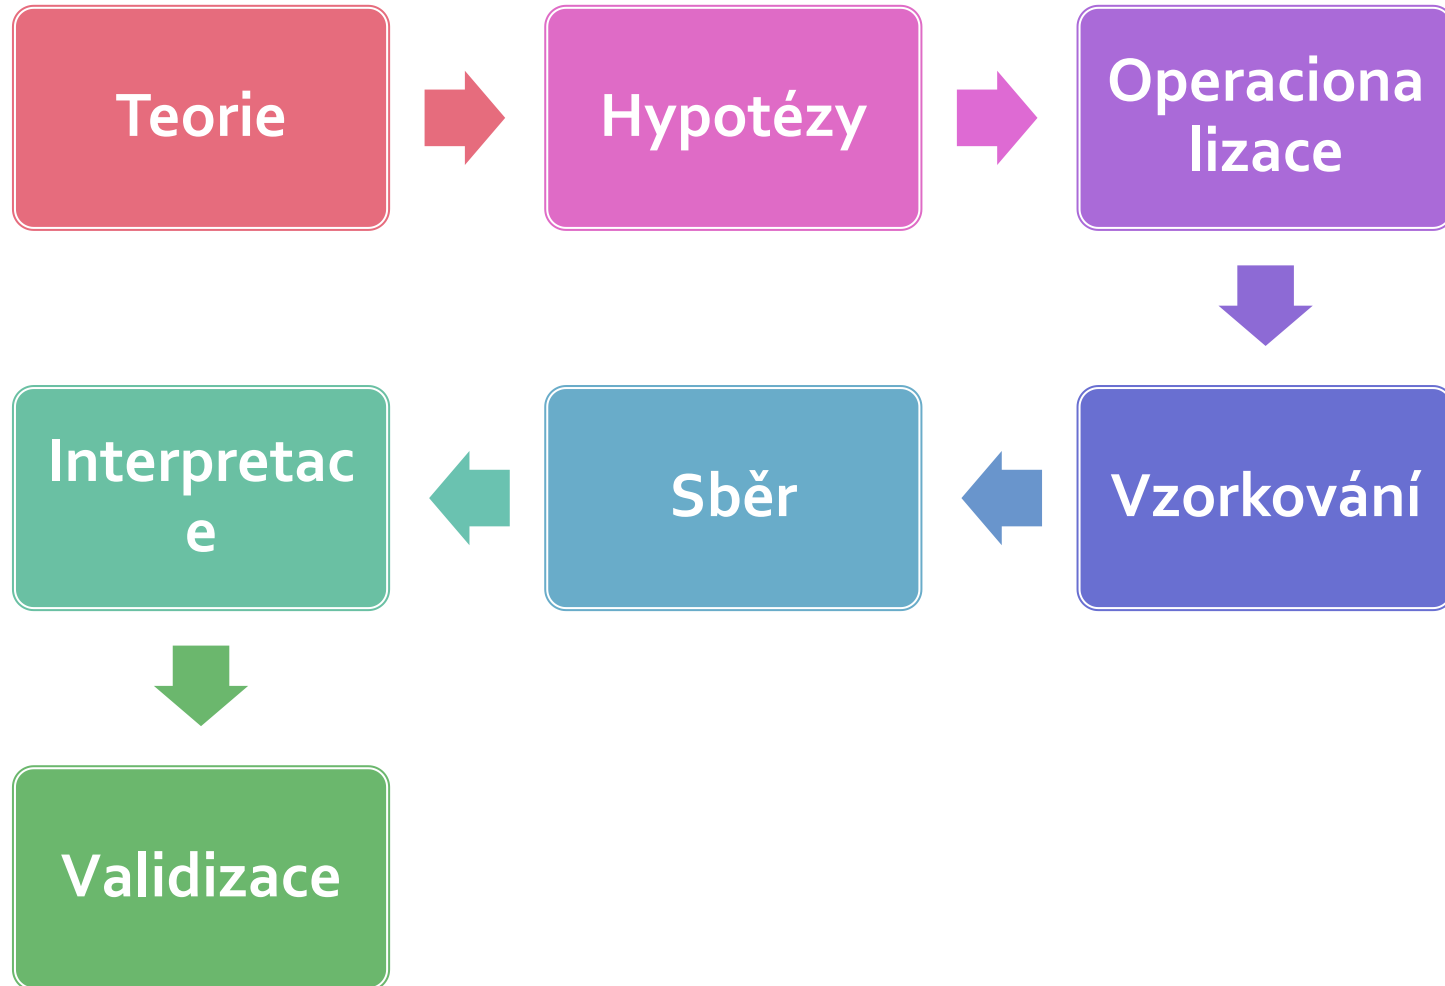 Teorie
Hypotézy
Operaciona
lizace
Vzorkování
Sběr
Interpretac
e
Validizace